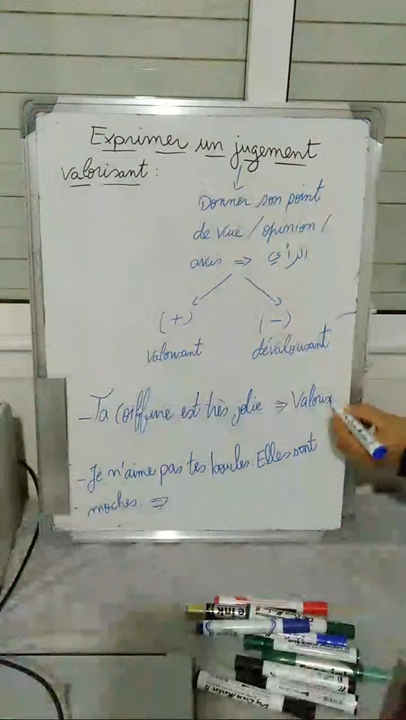 Exprimer un jugement
valorisant :
Donner son point
de vue / opinion /
avis ⇒ الرأي
(+) (-)
valorisant dévalorisant
- Ta coiffure est très jolie ⇒ Valoris
- Je n'aime pas tes boucles. Elles sont
moches. ⇒